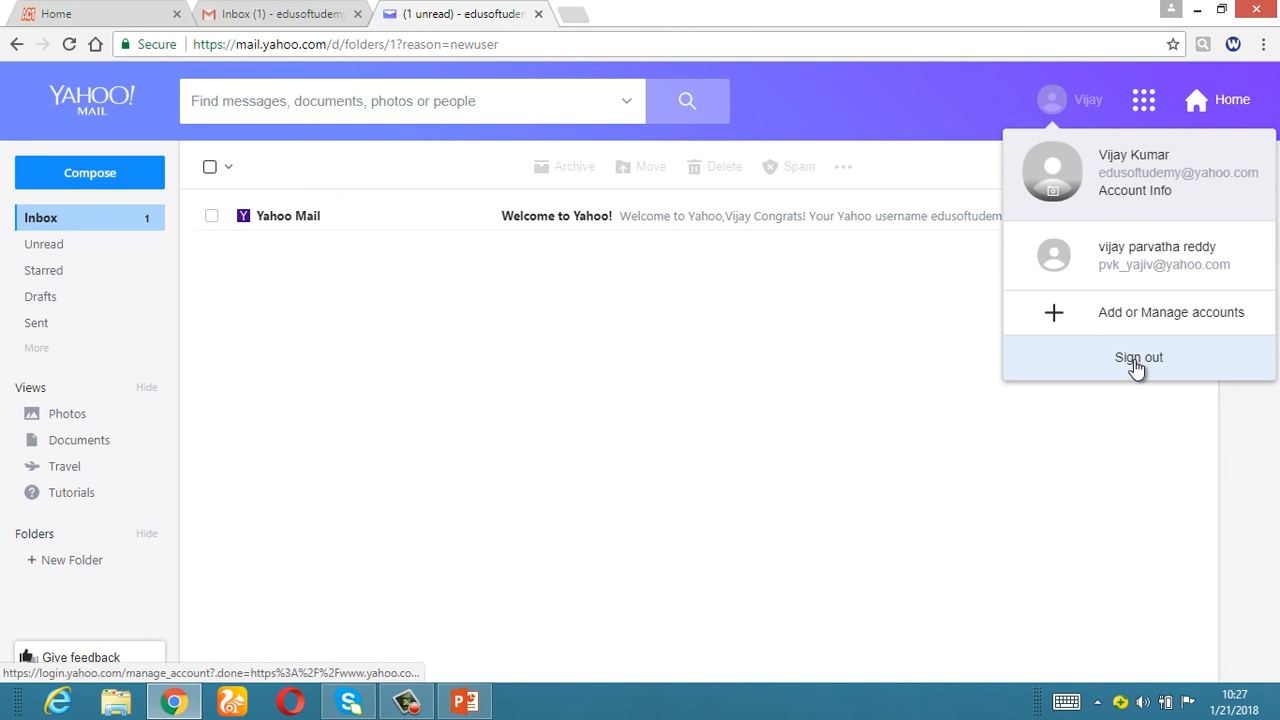 Home
Inbox (1) - edusoftudemy
(1 unread) - edusoftuden
Secure
https://mail.yahoo.com/d/folders/1?reason=newuser
YAHOO!
MAIL
Find messages, documents, photos or people
Vijay
Home
Compose
Archive
Move
Delete
Spam
Vijay Kumar
edusoftudemy@yahoo.com
Account Info
Inbox 1
Yahoo Mail
Welcome to Yahoo! Welcome to Yahoo,Vijay Congrats! Your Yahoo username edusoftudem
Unread
Starred
Drafts
Sent
More
vijay parvatha reddy
pvk_yajiv@yahoo.com
Add or Manage accounts
Sign out
Views Hide
Photos
Documents
Travel
Tutorials
Folders Hide
+ New Folder
Give feedback
https://login.yahoo.com/manage_account?.done=https%3A%2F%2Fwww.yahoo.co...
10:27
1/21/2018